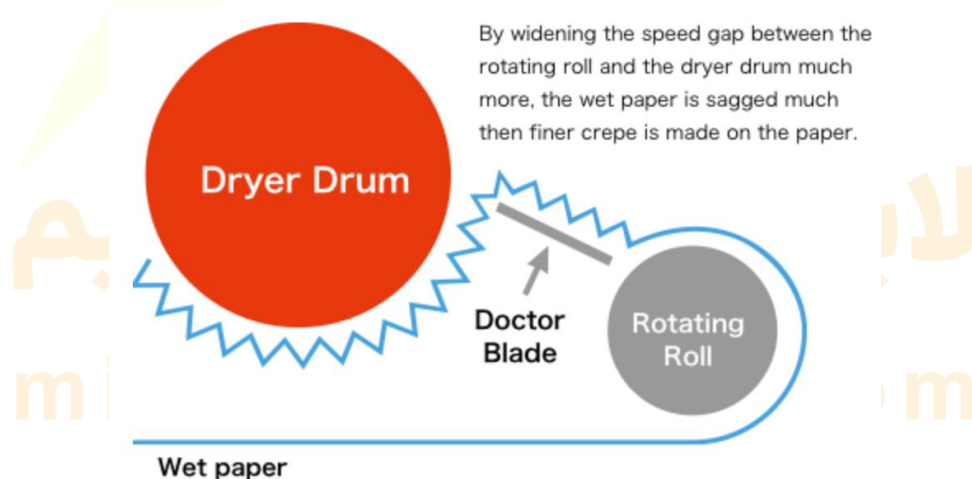 By widening the speed gap between the
rotating roll and the dryer drum much
more, the wet paper is sagged much
then finer crepe is made on the paper.
Dryer Drum
Doctor
Blade
Rotating
Roll
Wet paper